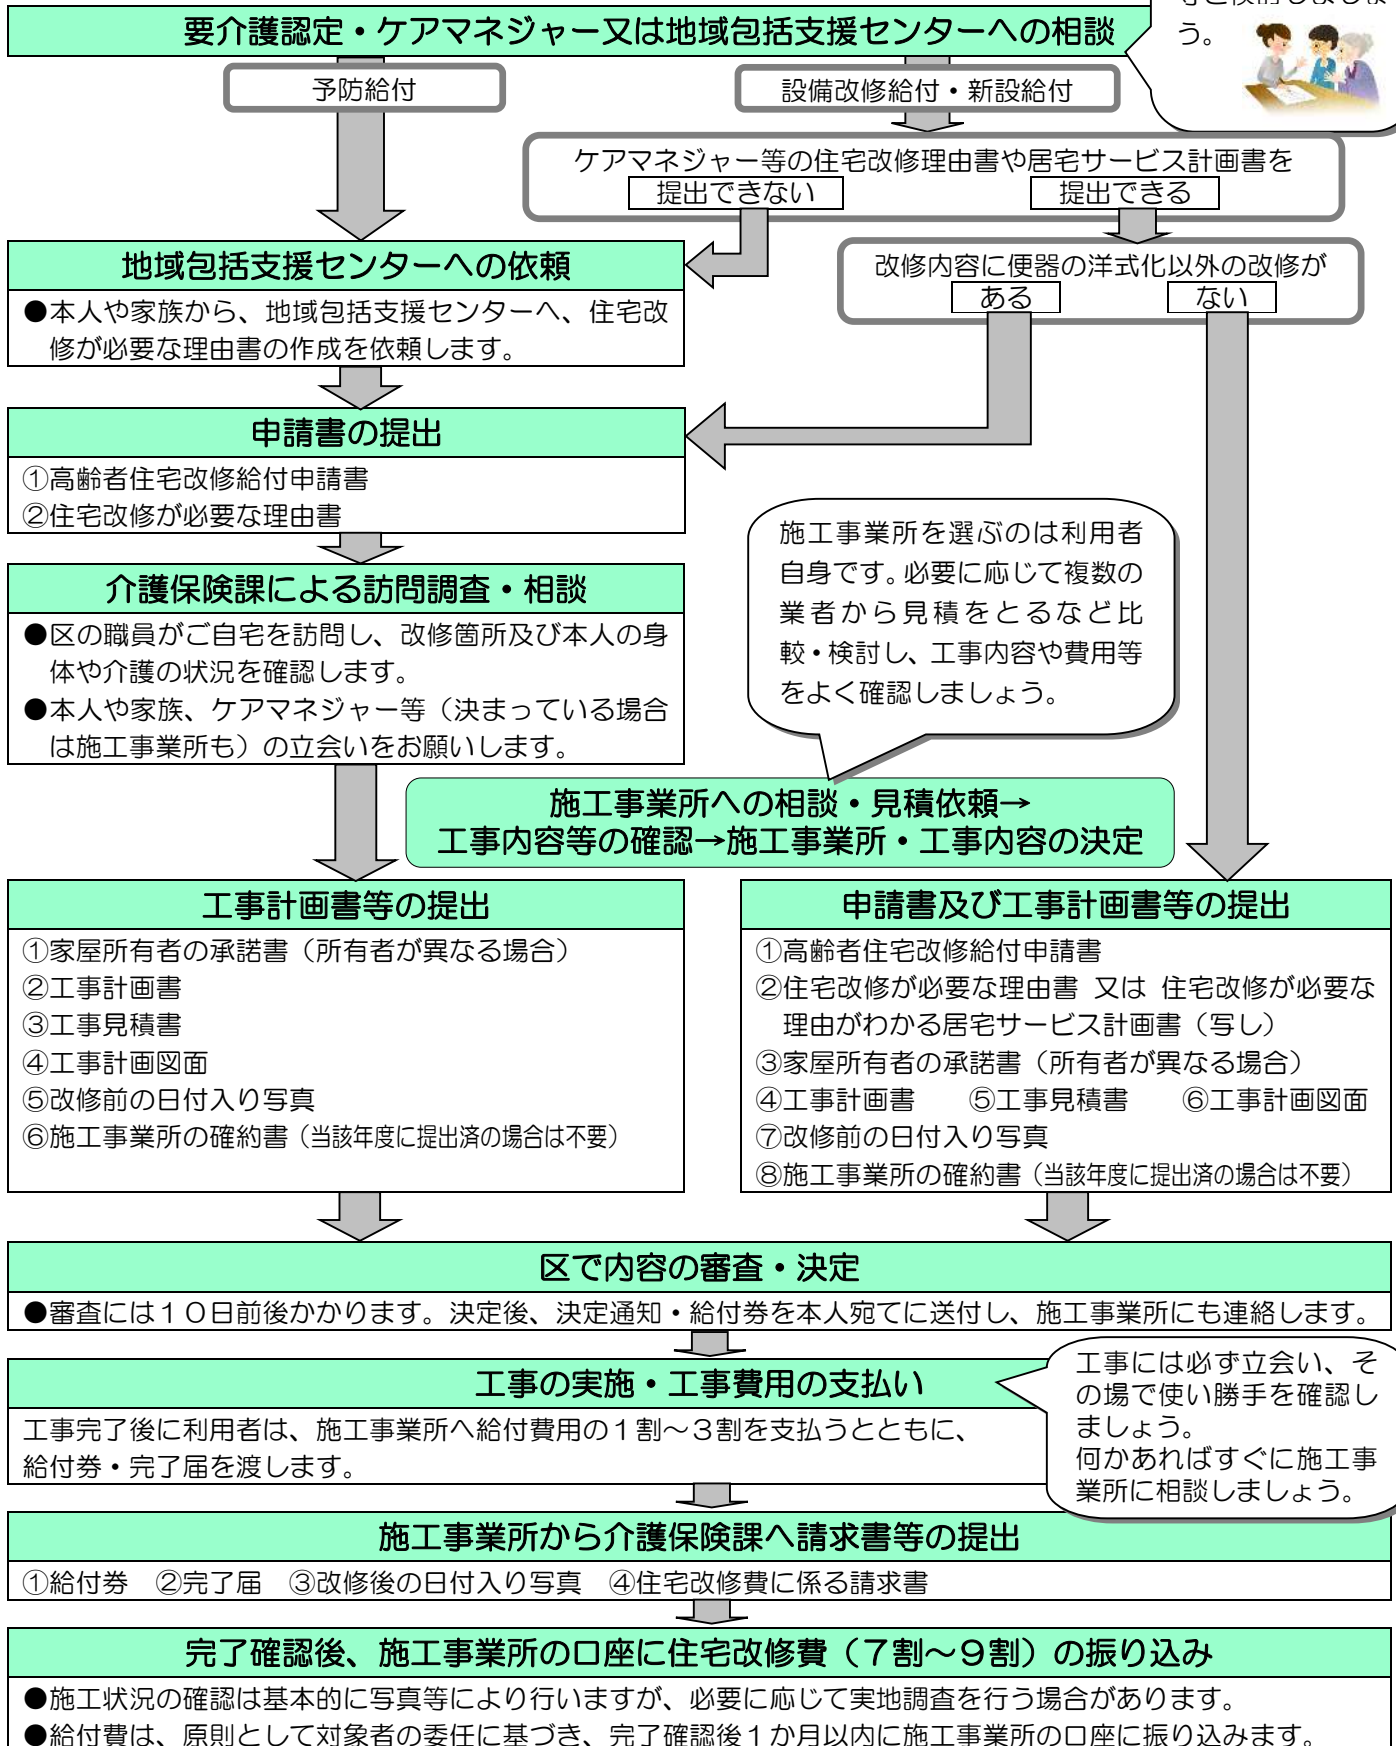 う。
要介護認定・ケアマネジャー又は地域包括支援センターへの相談
予防給付
設備改修給付・新設給付
ケアマネジャー等の住宅改修理由書や居宅サービス計画書を
提出できない
提出できる
改修内容に便器の洋式化以外の改修が
ある
ない
地域包括支援センターへの依頼
●本人や家族から、地域包括支援センターへ、住宅改
修が必要な理由書の作成を依頼します。
申請書の提出
①高齢者住宅改修給付申請書
②住宅改修が必要な理由書
介護保険課による訪問調査・相談
●区の職員がご自宅を訪問し、改修箇所及び本人の身
体や介護の状況を確認します。
●本人や家族、ケアマネジャー等（決まっている場合
は施工事業所も）の立会いをお願いします。
施工事業所を選ぶのは利用者
自身です。必要に応じて複数の
業者から見積をとるなど比
較・検討し、工事内容や費用等
をよく確認しましょう。
施工事業所への相談・見積依頼→
工事内容等の確認→施工事業所・工事内容の決定
工事計画書等の提出
①家屋所有者の承諾書（所有者が異なる場合）
②工事計画書
③工事見積書
④工事計画図面
⑤改修前の日付入り写真
⑥施工事業所の確約書（当該年度に提出済の場合は不要）
申請書及び工事計画書等の提出
①高齢者住宅改修給付申請書
②住宅改修が必要な理由書 又は 住宅改修が必要な
理由がわかる居宅サービス計画書（写し）
③家屋所有者の承諾書（所有者が異なる場合）
④工事計画書　⑤工事見積書　⑥工事計画図面
⑦改修前の日付入り写真
⑧施工事業所の確約書（当該年度に提出済の場合は不要）
区で内容の審査・決定
●審査には１０日前後かかります。決定後、決定通知・給付券を本人宛てに送付し、施工事業所にも連絡します。
工事の実施・工事費用の支払い
工事完了後に利用者は、施工事業所へ給付費用の１割～３割を支払うとともに、
給付券・完了届を渡します。
工事には必ず立会い、そ
の場で使い勝手を確認し
ましょう。
何かあればすぐに施工事
業所に相談しましょう。
施工事業所から介護保険課へ請求書等の提出
①給付券　②完了届　③改修後の日付入り写真　④住宅改修費に係る請求書
完了確認後、施工事業所の口座に住宅改修費（７割～９割）の振り込み
●施工状況の確認は基本的に写真等により行いますが、必要に応じて実地調査を行う場合があります。
●給付費は、原則として対象者の委任に基づき、完了確認後１か月以内に施工事業所の口座に振り込みます。